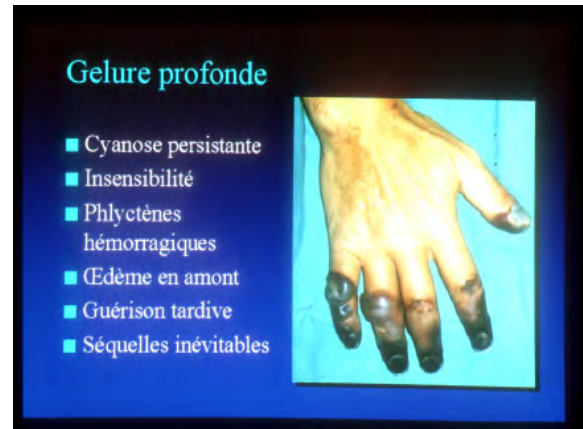 Gelure profonde
Cyanose persistante
Insensibilité
Phlyctènes
hémorragiques
Œdème en amont
Guérison tardive
Séquelles inévitables